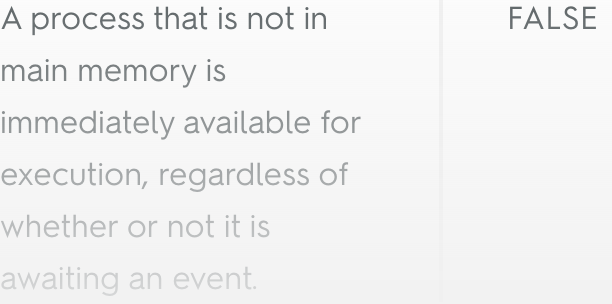 A process that is not in
main memory is
immediately available for
execution, regardless of
whether or not it is
awaiting an event.
FALSE